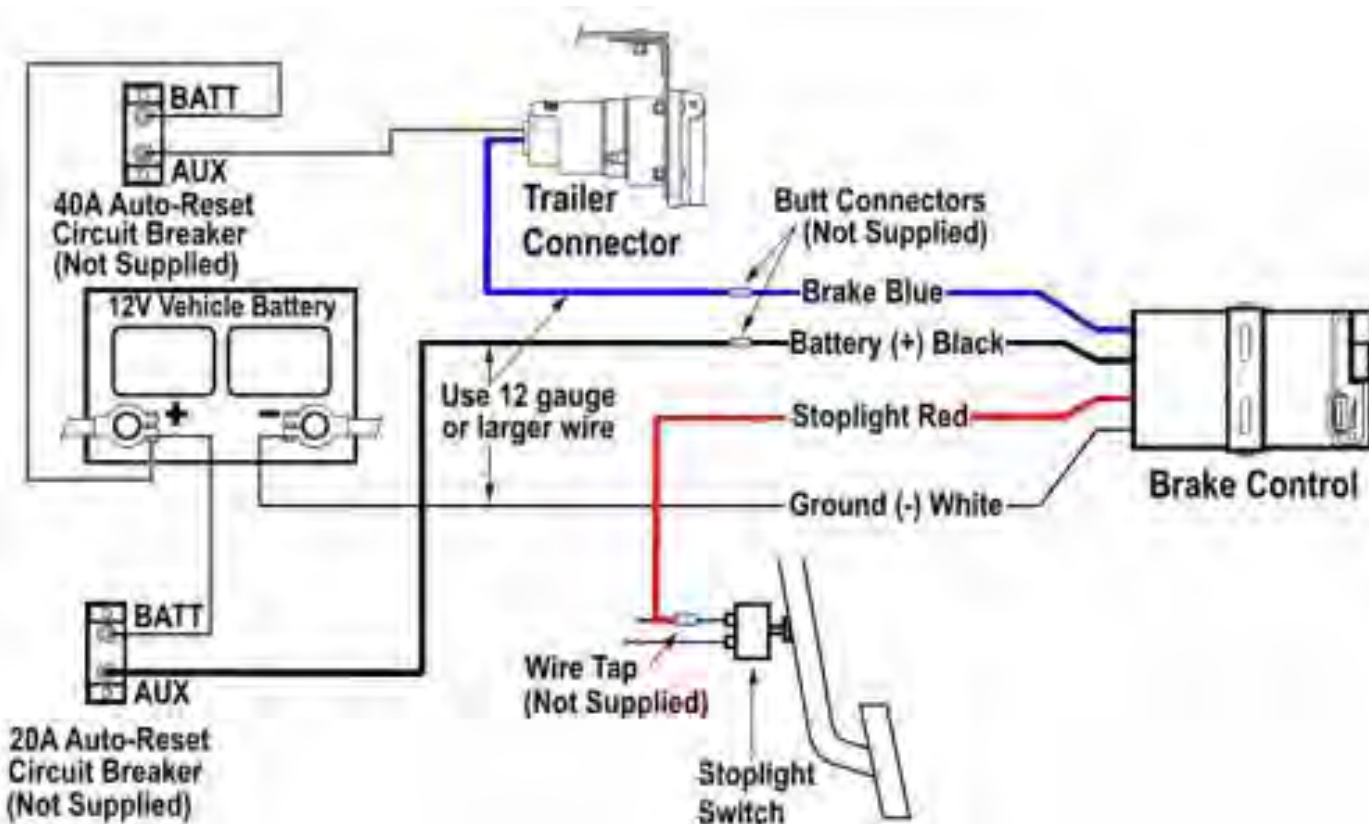 BATT
AUX
40A Auto-Reset
Circuit Breaker
(Not Supplied)
Trailer
Connector
Butt Connectors
(Not Supplied)
12V Vehicle Battery
+
-
Brake Blue
Battery (+) Black
Use 12 gauge
or larger wire
Stoplight Red
Ground (-) White
Brake Control
BATT
AUX
20A Auto-Reset
Circuit Breaker
(Not Supplied)
Wire Tap
(Not Supplied)
Stoplight
Switch